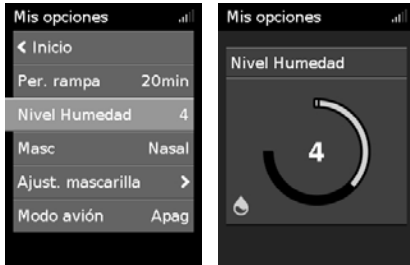 Mis opciones
< Inicio
Per. rampa 20min
Nivel Humedad 4
Masc Nasal
Ajust. mascarilla >
Modo avión Apag
Mis opciones
Nivel Humedad
4